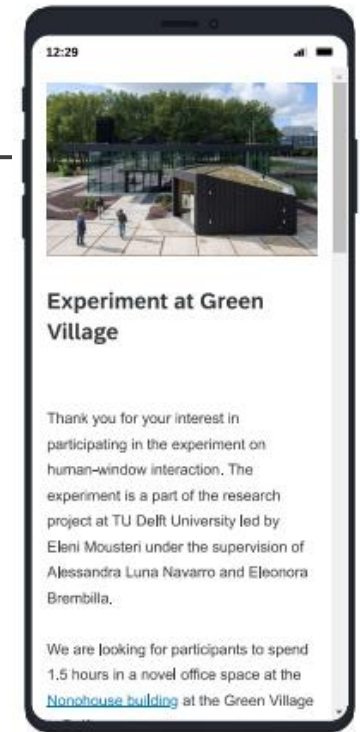 12:29
Experiment at Green
Village
Thank you for your interest in
participating in the experiment on
human-window interaction. The
experiment is a part of the research
project at TU Delft University led by
Eleni Mousteri under the supervision of
Alessandra Luna Navarro and Eleonora
Brembilla.
We are looking for participants to spend
1.5 hours in a novel office space at the
Nonohouse building at the Green Village